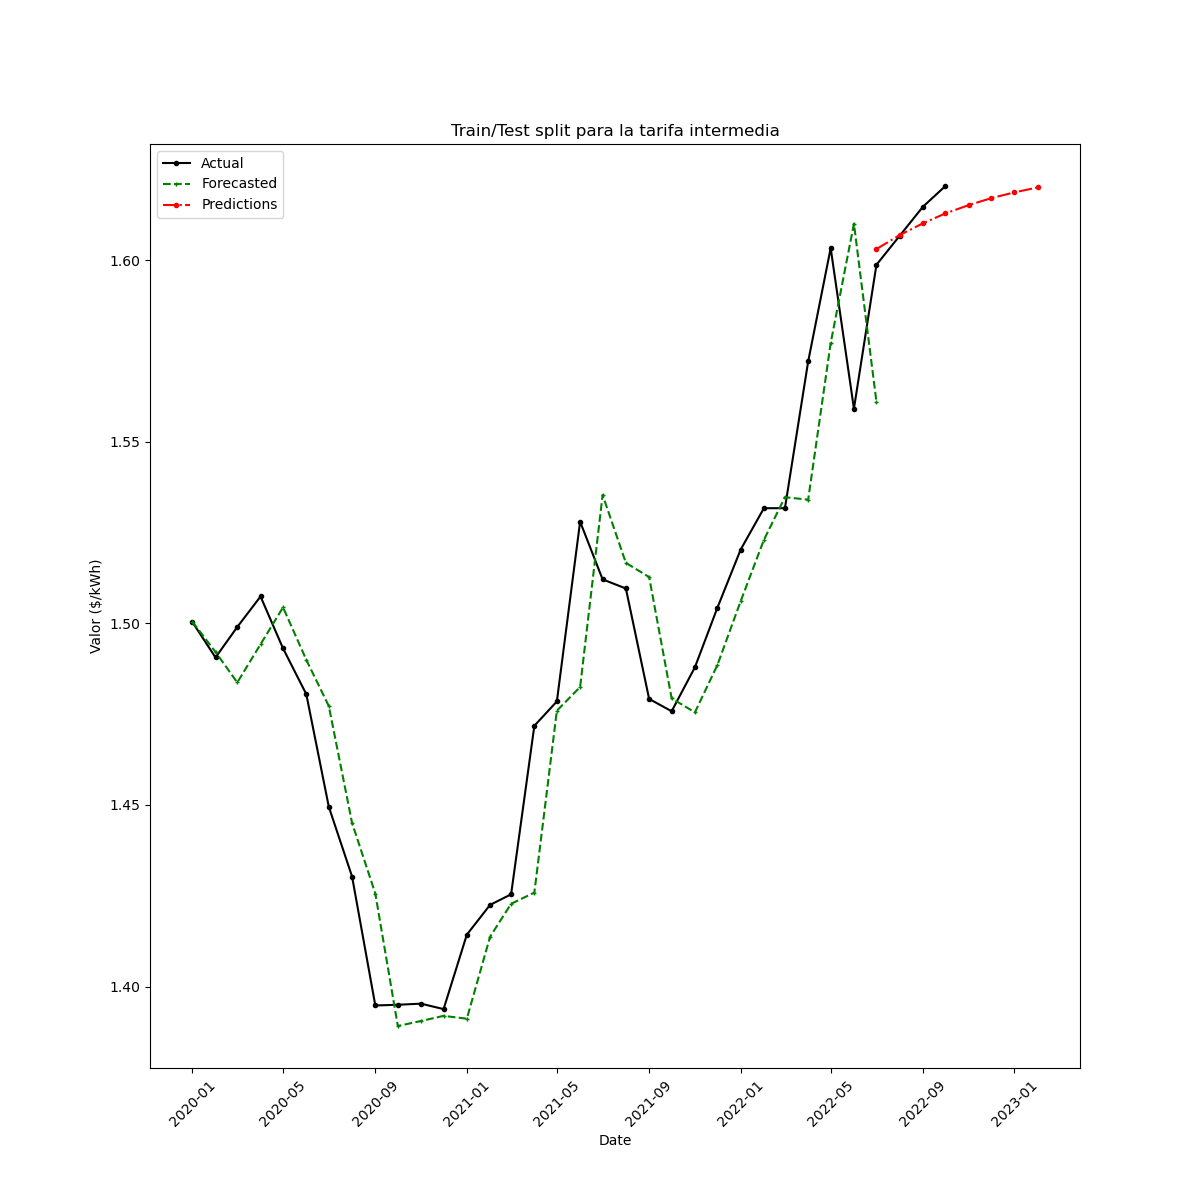 Train/Test split para la tarifa intermedia
Actual
Forecasted
Predictions
Valor ($/kWh)
1.60
1.55
1.50
1.45
1.40
2020-01
2020-05
2020-09
2021-01
2021-05
2021-09
2022-01
2022-05
2022-09
2023-01
Date